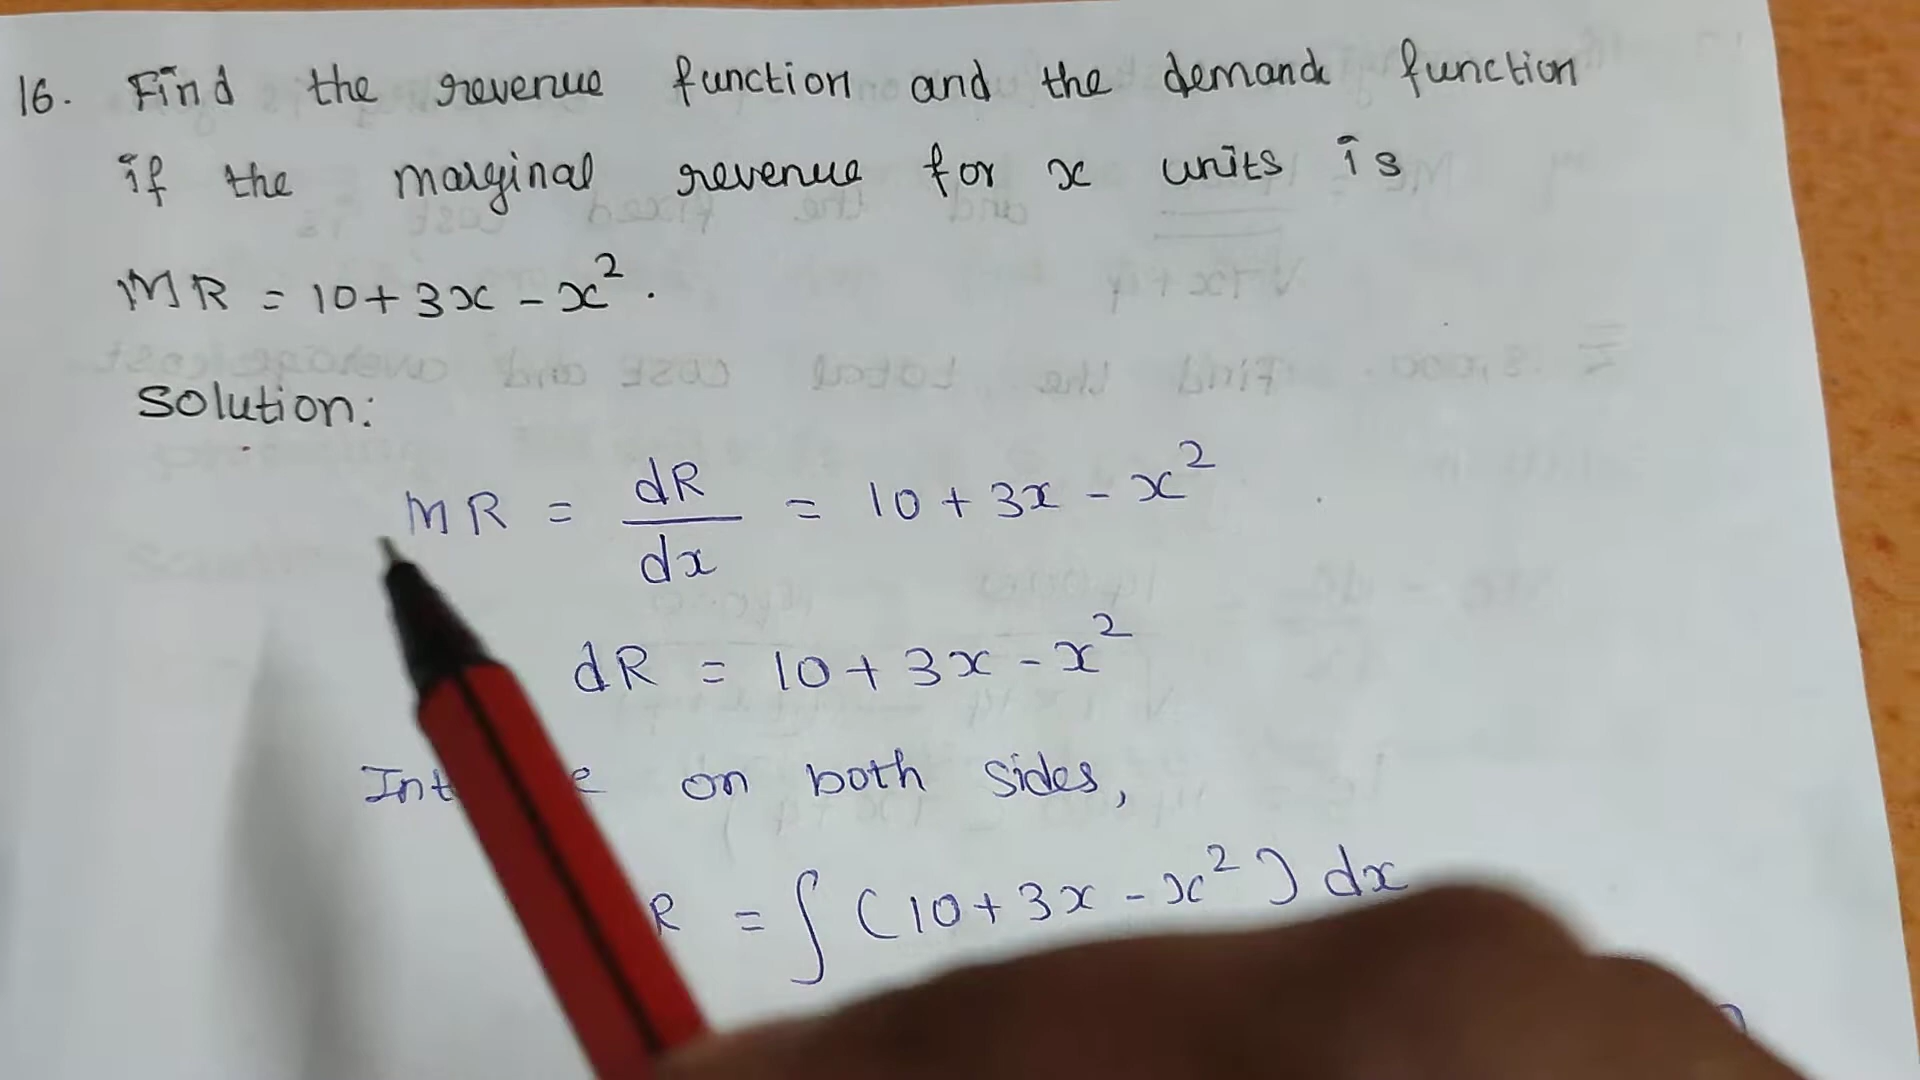 16. Find the revenue function and the demand function
if the marginal revenue for x units is
MR = 10 + 3x - x².
Solution:
MR = dR/dx = 10 + 3x - x²
dR = 10 + 3x - x²
on both sides,
R = ∫ (10 + 3x - x²) dx